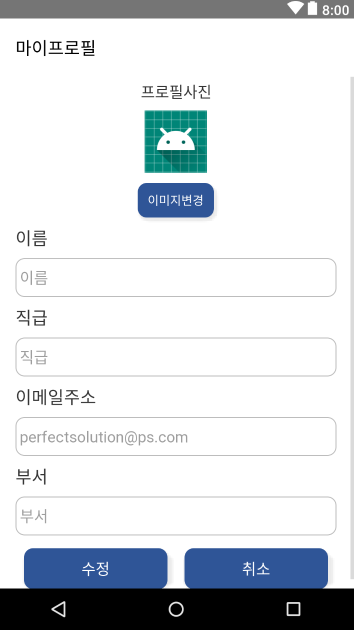 8:00
마이프로필
프로필사진
이미지변경
이름
이름
직급
직급
이메일주소
perfectsolution@ps.com
부서
부서
수정 취소